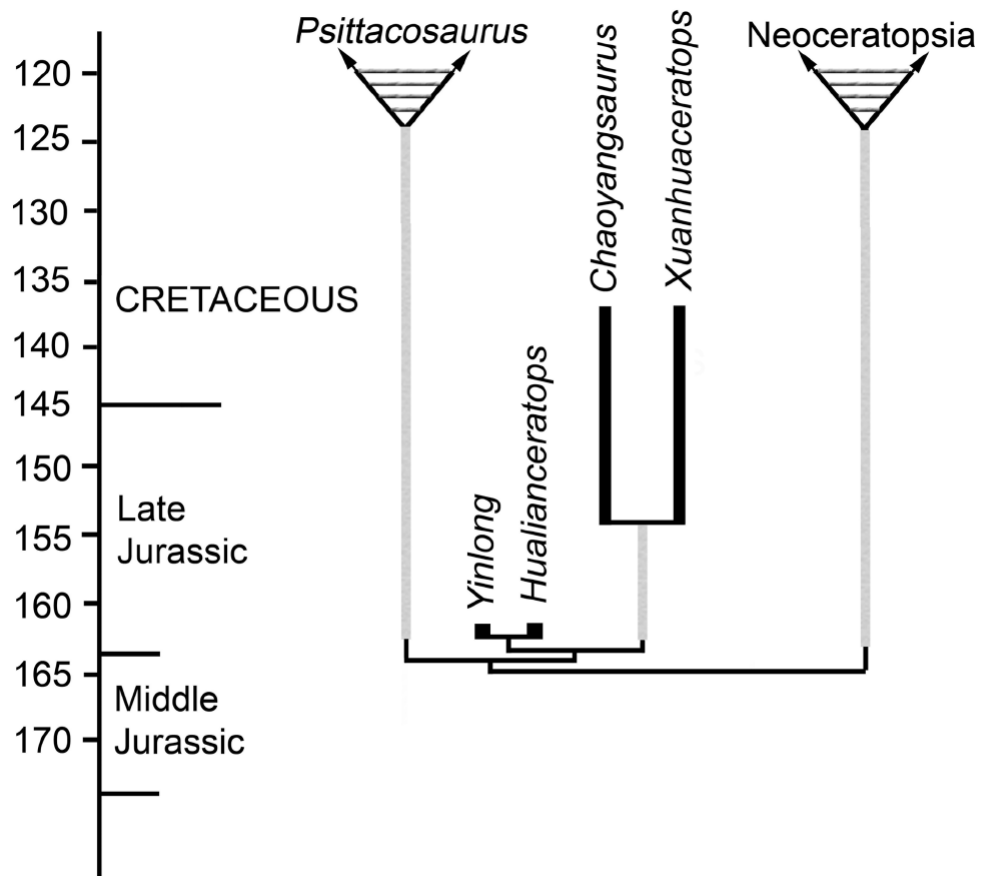 Psittacosaurus
Neoceratopsia
Chaoyangsaurus
Xuanhuaceratops
Yinlong
Hualianceratops
120
125
130
135
CRETACEOUS
140
145
150
Late
Jurassic
155
160
165
Middle
Jurassic
170